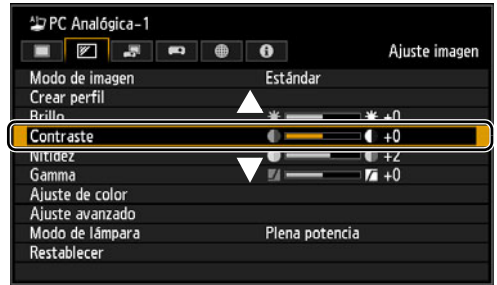 PC Analógica-1
Ajuste imagen
Modo de imagen Estándar
Crear perfil
Brillo +0
Contraste +0
Nitidez +2
Gamma +0
Ajuste de color
Ajuste avanzado
Modo de lámpara Plena potencia
Restablecer